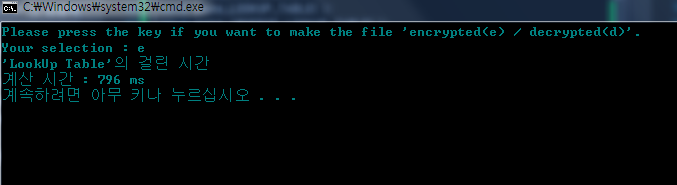 C:₩Windows₩system32₩cmd.exe
Please press the key if you want to make the file 'encrypted(e) / decrypted(d)'.
Your selection : e
'LookUp Table'의 걸린 시간
계산 시간 : 796 ms
계속하려면 아무 키나 누르십시오 . . .